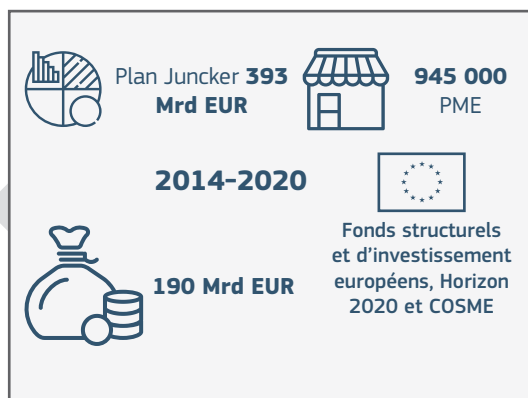 Plan Juncker 393
Mrd EUR
945 000
PME
2014-2020
190 Mrd EUR
Fonds structurels
et d’investissement
européens, Horizon
2020 et COSME